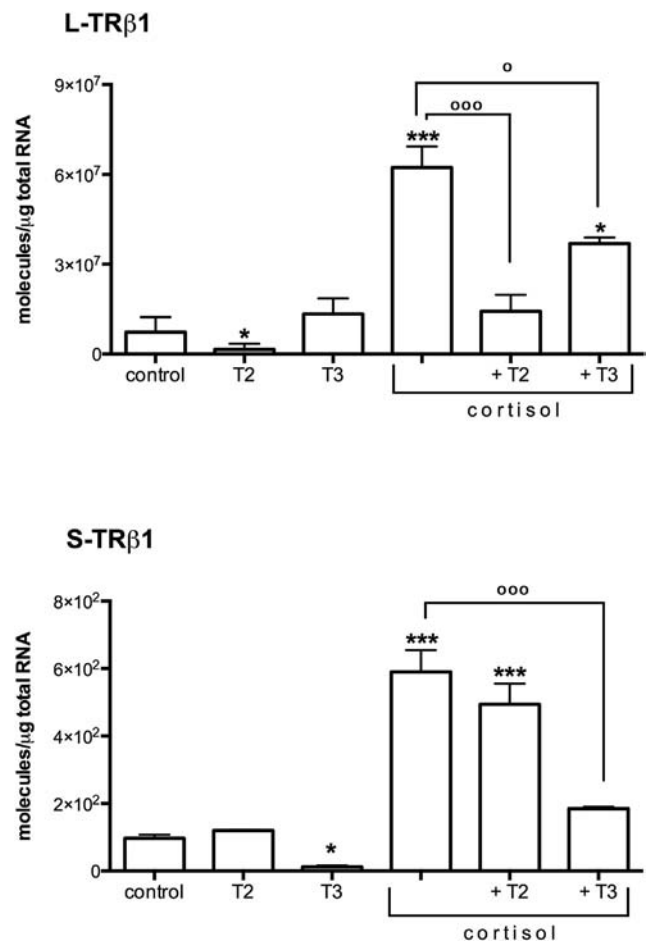 L-TRβ1
molecules/µg total RNA
9×10⁷
6×10⁷
3×10⁷
0
o
ooo
***
*
*
control T2 T3 + T2 + T3
cortisol
S-TRβ1
molecules/µg total RNA
8×10²
6×10²
4×10²
2×10²
0
ooo
***
***
*
control T2 T3 + T2 + T3
cortisol